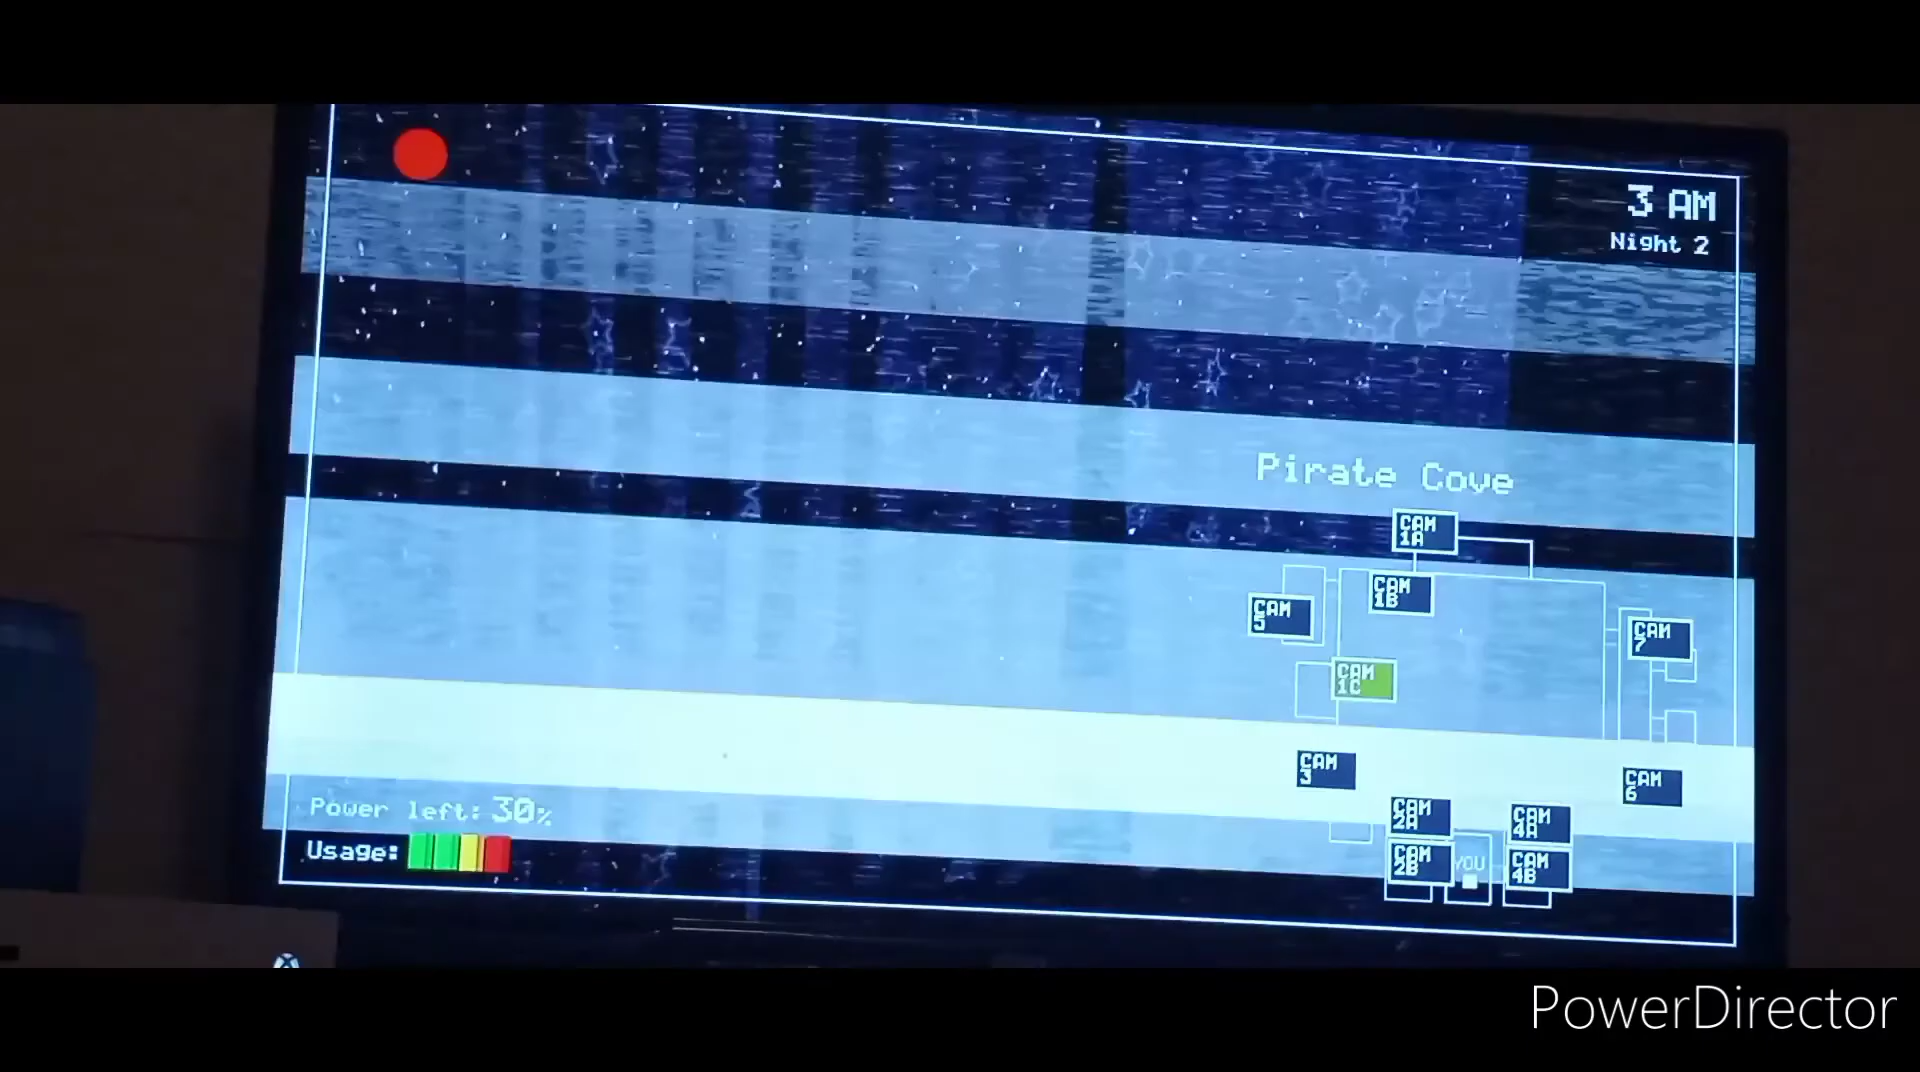 3 AM
Night 2
Pirate Cove
CAM
1A
CAM
1B
CAM
5
CAM
7
CAM
1C
CAM
3
CAM
6
CAM
2A
CAM
4A
CAM
2B
YOU
CAM
4B
Power left: 30%
Usage:
PowerDirector